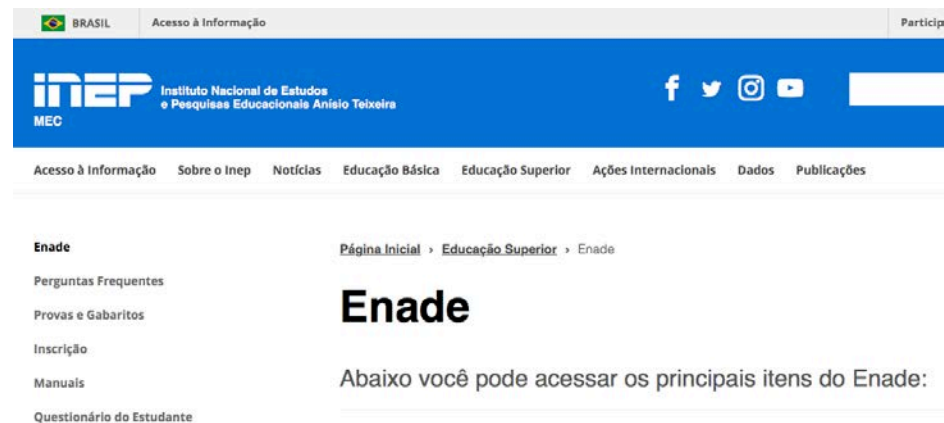 BRASIL Acesso à Informação
inep Instituto Nacional de Estudos
e Pesquisas Educacionais Anísio Teixeira
MEC
Acesso à Informação Sobre o Inep Notícias Educação Básica Educação Superior Ações Internacionais Dados Publicações
Enade
Perguntas Frequentes
Provas e Gabaritos
Inscrição
Manuais
Questionário do Estudante
Página Inicial › Educação Superior › Enade
Enade
Abaixo você pode acessar os principais itens do Enade: